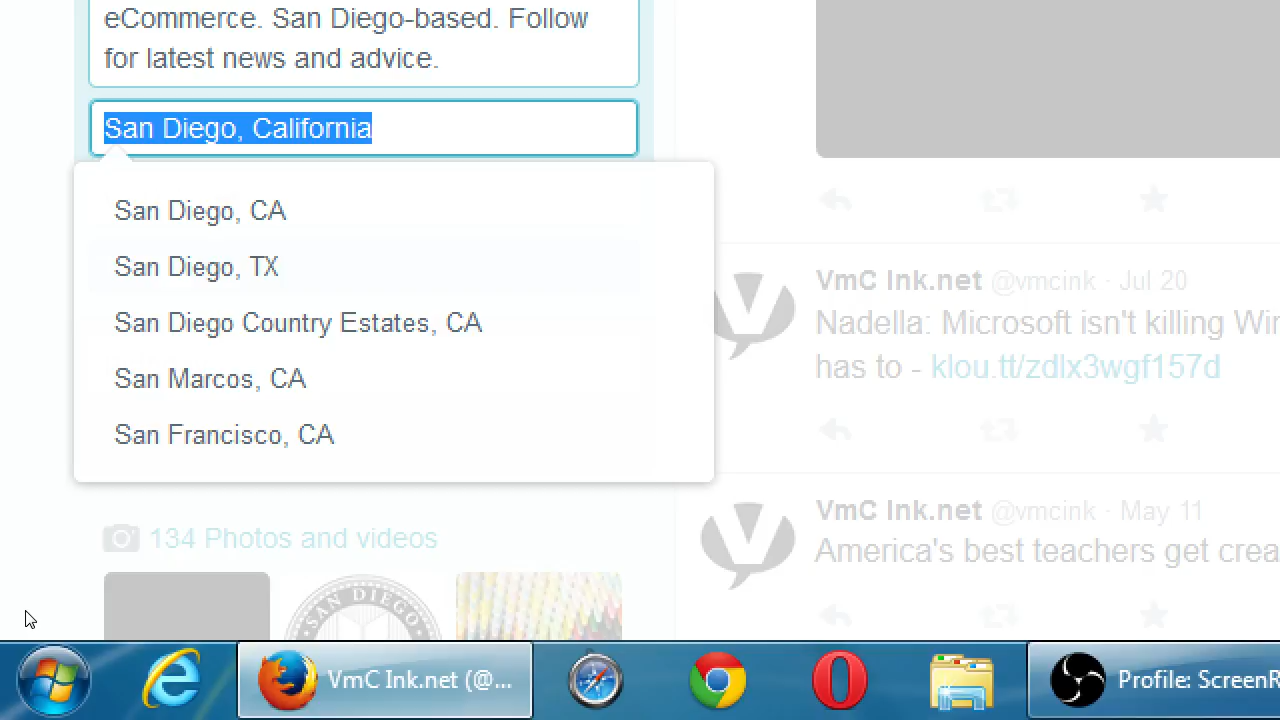 eCommerce. San Diego-based. Follow
for latest news and advice.
San Diego, California
San Diego, CA
San Diego, TX
San Diego Country Estates, CA
San Marcos, CA
San Francisco, CA
134 Photos and videos
SAN DIEGO
VmC Ink.net @vmcink · Jul 20
Nadella: Microsoft isn't killing Win
has to - klou.tt/zdlx3wgf157d
VmC Ink.net @vmcink · May 11
America's best teachers get crea
VmC Ink.net (@...
Profile: ScreenR